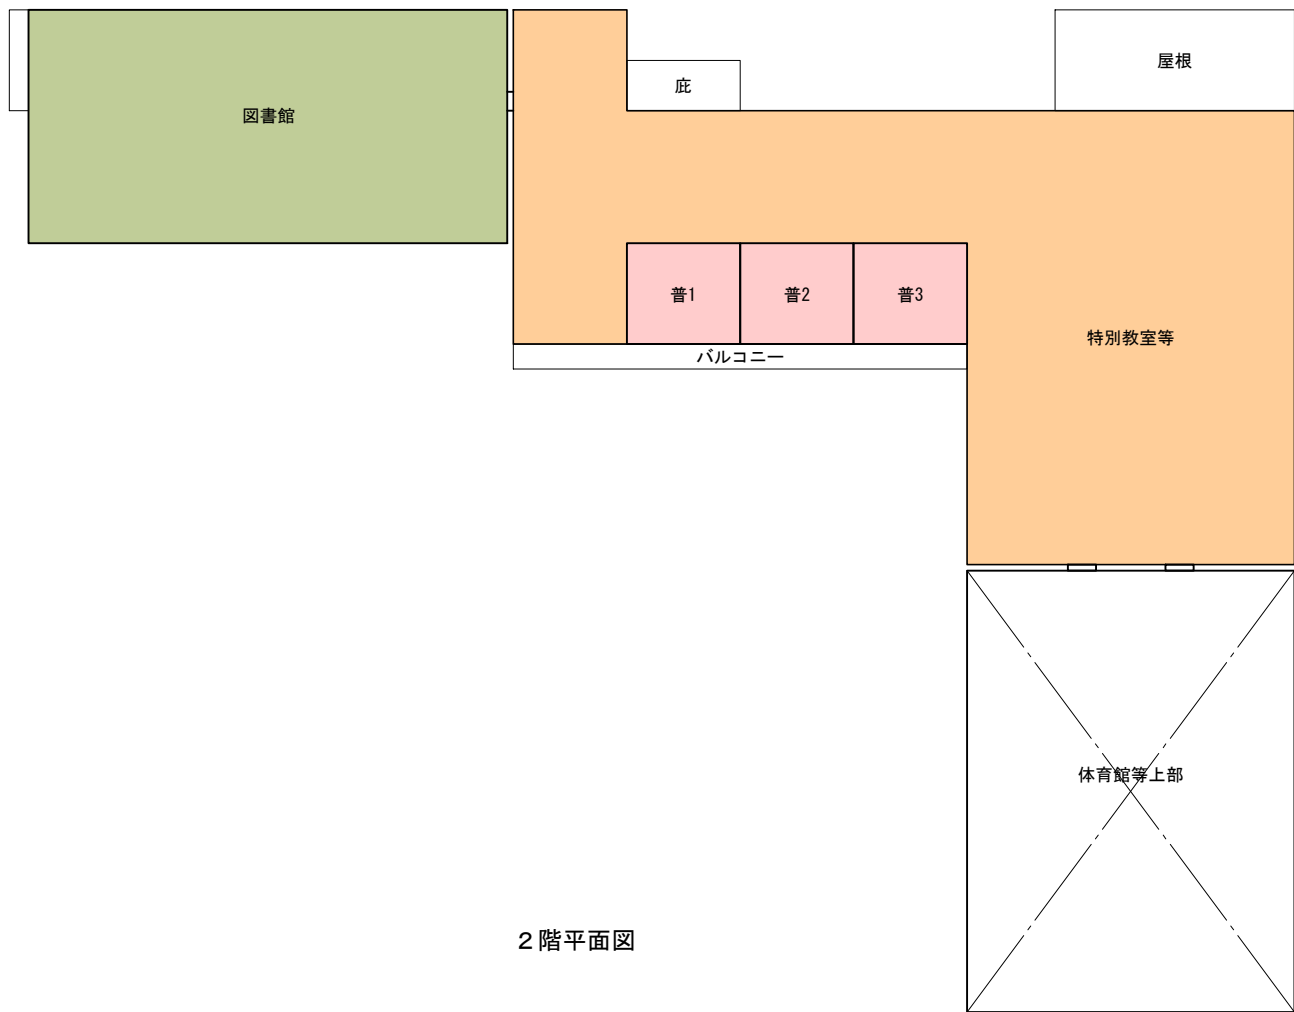 屋根
庇
図書館
普1
普2
普3
特別教室等
バルコニー
体育館等上部
２階平面図